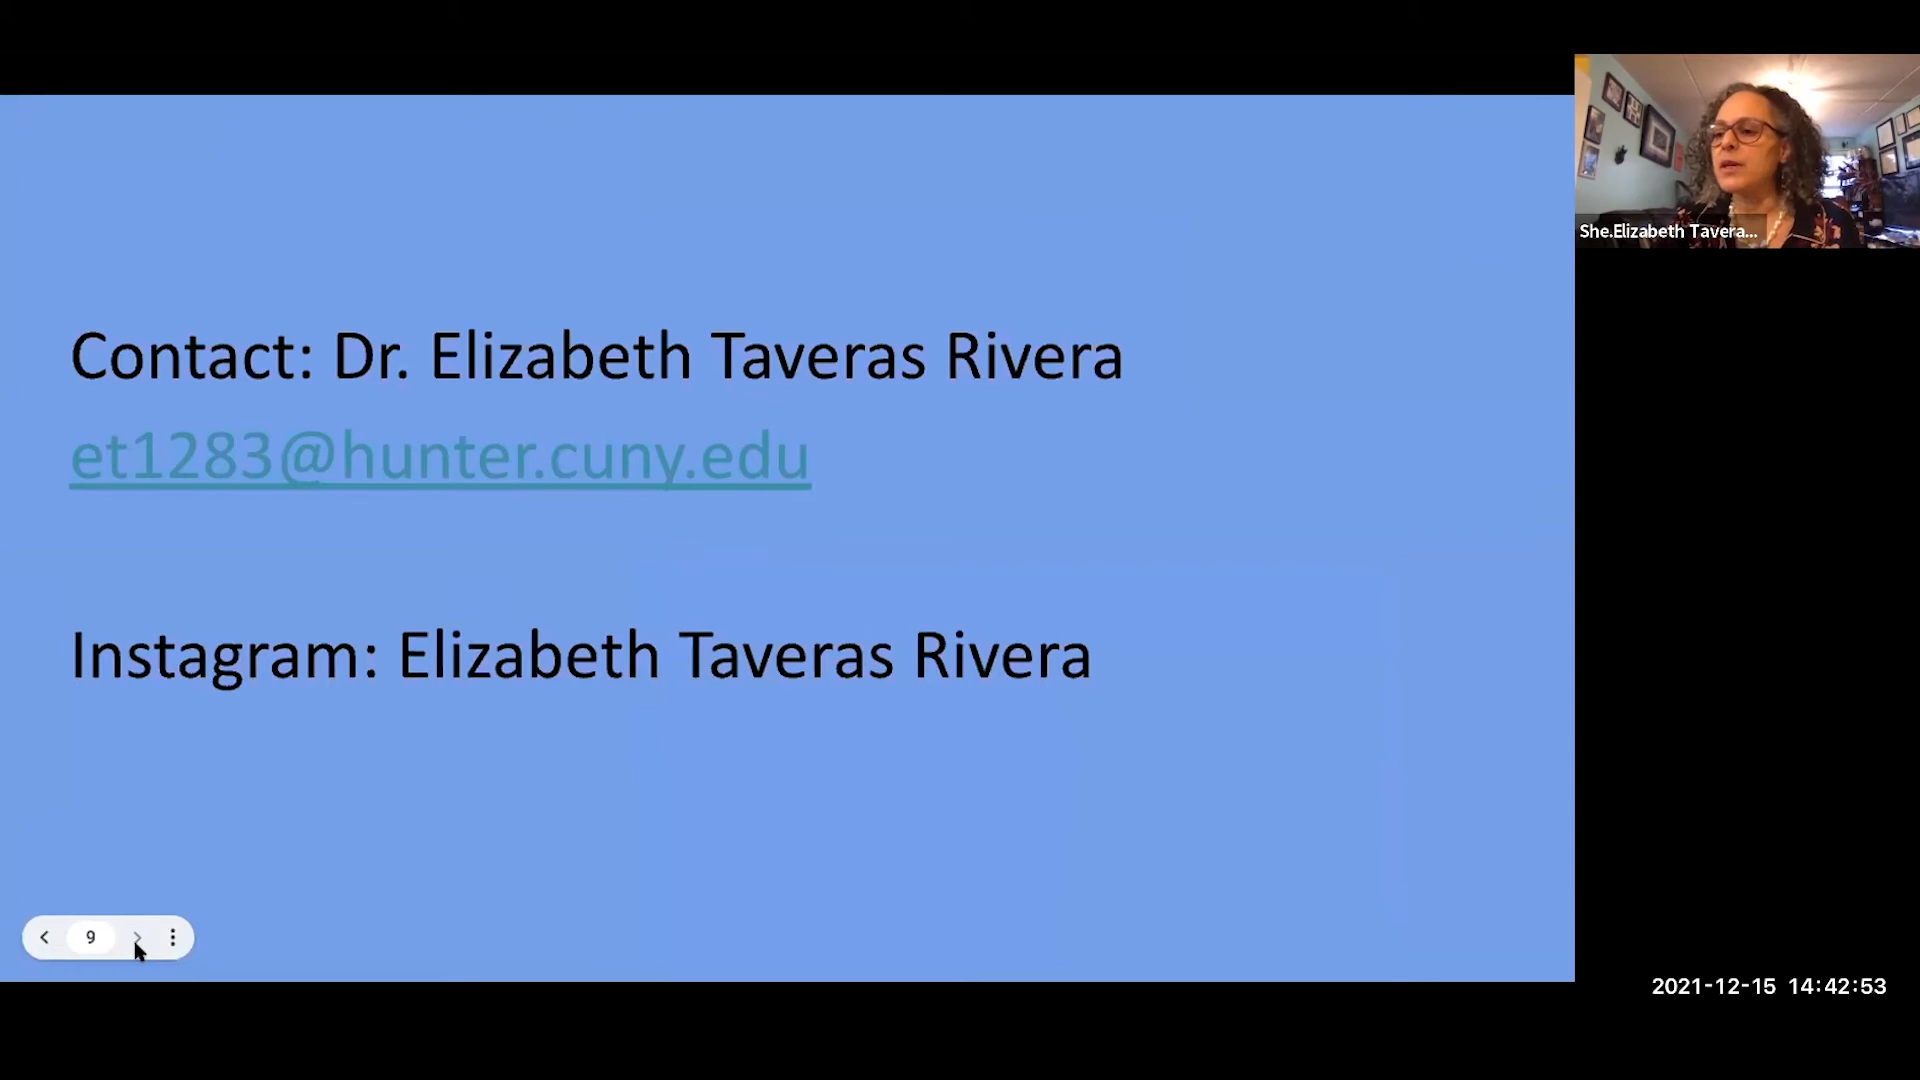 Contact: Dr. Elizabeth Taveras Rivera
et1283@hunter.cuny.edu
Instagram: Elizabeth Taveras Rivera
9
She.Elizabeth Tavera...
2021-12-15 14:42:53